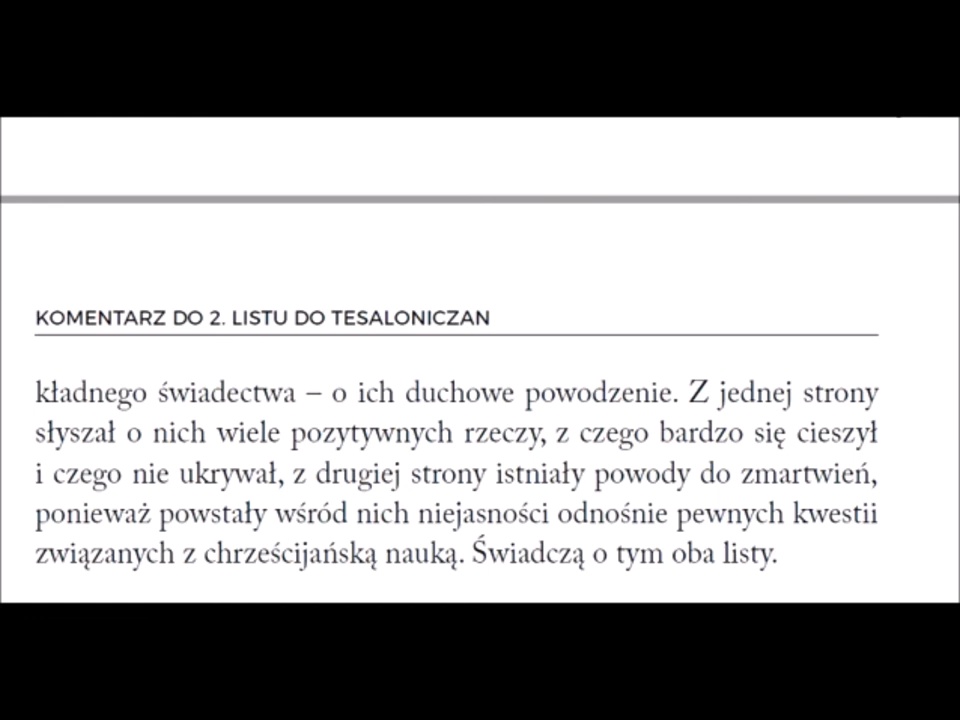 KOMENTARZ DO 2. LISTU DO TESALONICZAN
kładnego świadectwa – o ich duchowe powodzenie. Z jednej strony
słyszał o nich wiele pozytywnych rzeczy, z czego bardzo się cieszył
i czego nie ukrywał, z drugiej strony istniały powody do zmartwień,
ponieważ powstały wśród nich niejasności odnośnie pewnych kwestii
związanych z chrześcijańską nauką. Świadczą o tym oba listy.